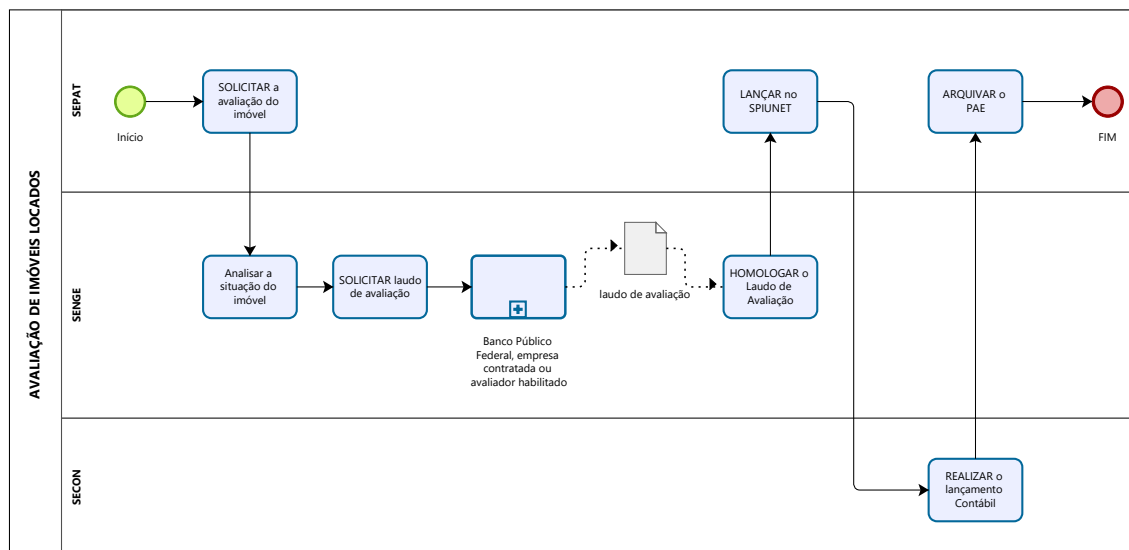 AVALIAÇÃO DE IMÓVEIS LOCADOS
SEPAT
Início
SOLICITAR a
avaliação do
imóvel
LANÇAR no
SPIUNET
ARQUIVAR o
PAE
FIM
SENGE
Analisar a
situação do
imóvel
SOLICITAR laudo
de avaliação
Banco Público
Federal, empresa
contratada ou
avaliador habilitado
laudo de avaliação
HOMOLOGAR o
Laudo de
Avaliação
SECON
REALIZAR o
lançamento
Contábil